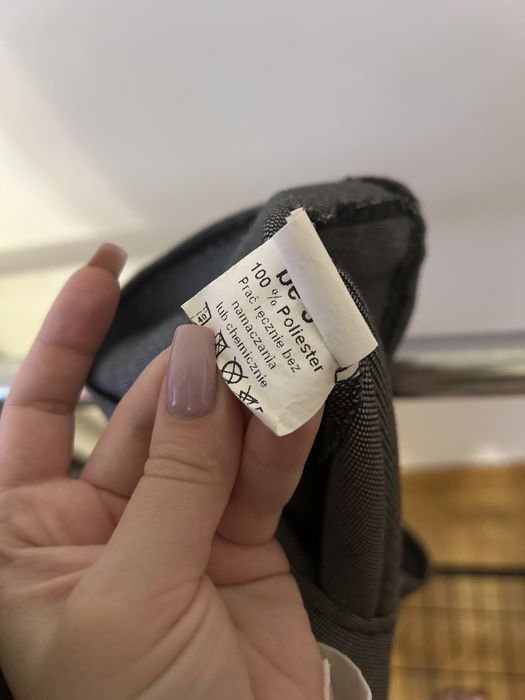 100 % Poliester
Prać ręcznie bez
namaczania
lub chemicznie